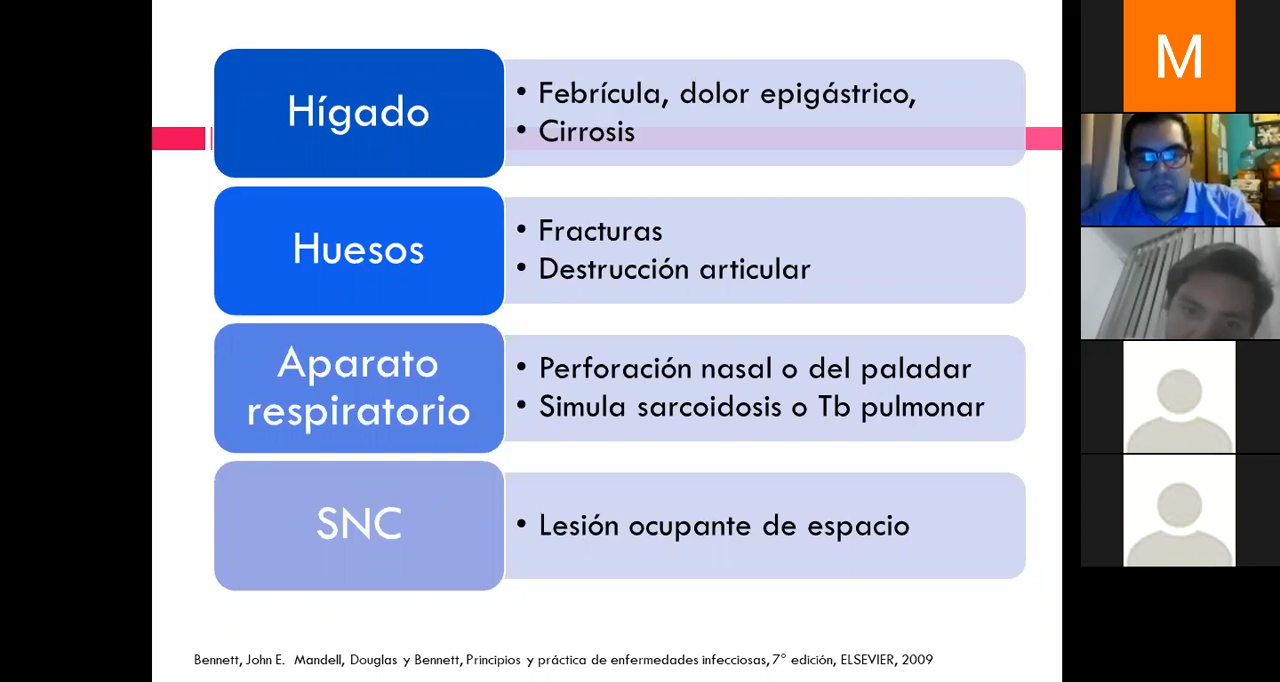 Hígado
• Febrícula, dolor epigástrico,
• Cirrosis
Huesos
• Fracturas
• Destrucción articular
Aparato
respiratorio
• Perforación nasal o del paladar
• Simula sarcoidosis o Tb pulmonar
SNC
• Lesión ocupante de espacio
Bennett, John E. Mandell, Douglas y Bennett, Principios y práctica de enfermedades infecciosas, 7° edición, ELSEVIER, 2009
M